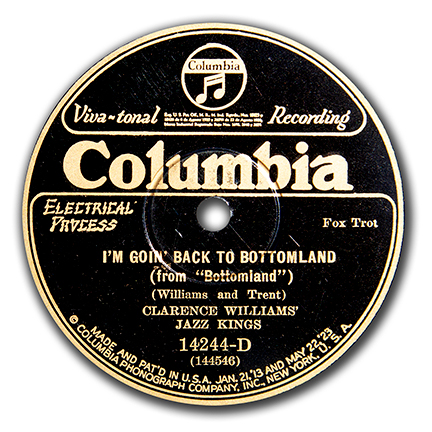 Columbia
Viva-tonal Recording
Columbia
ELECTRICAL
PROCESS
Fox Trot
I'M GOIN' BACK TO BOTTOMLAND
(from "Bottomland")
(Williams and Trent)
CLARENCE WILLIAMS'
JAZZ KINGS
14244-D
(144546)
MADE AND PAT'D IN U.S.A. JAN. 21,'13 AND MAY 22,'23
© COLUMBIA PHONOGRAPH COMPANY, INC., NEW YORK, U.S.A.